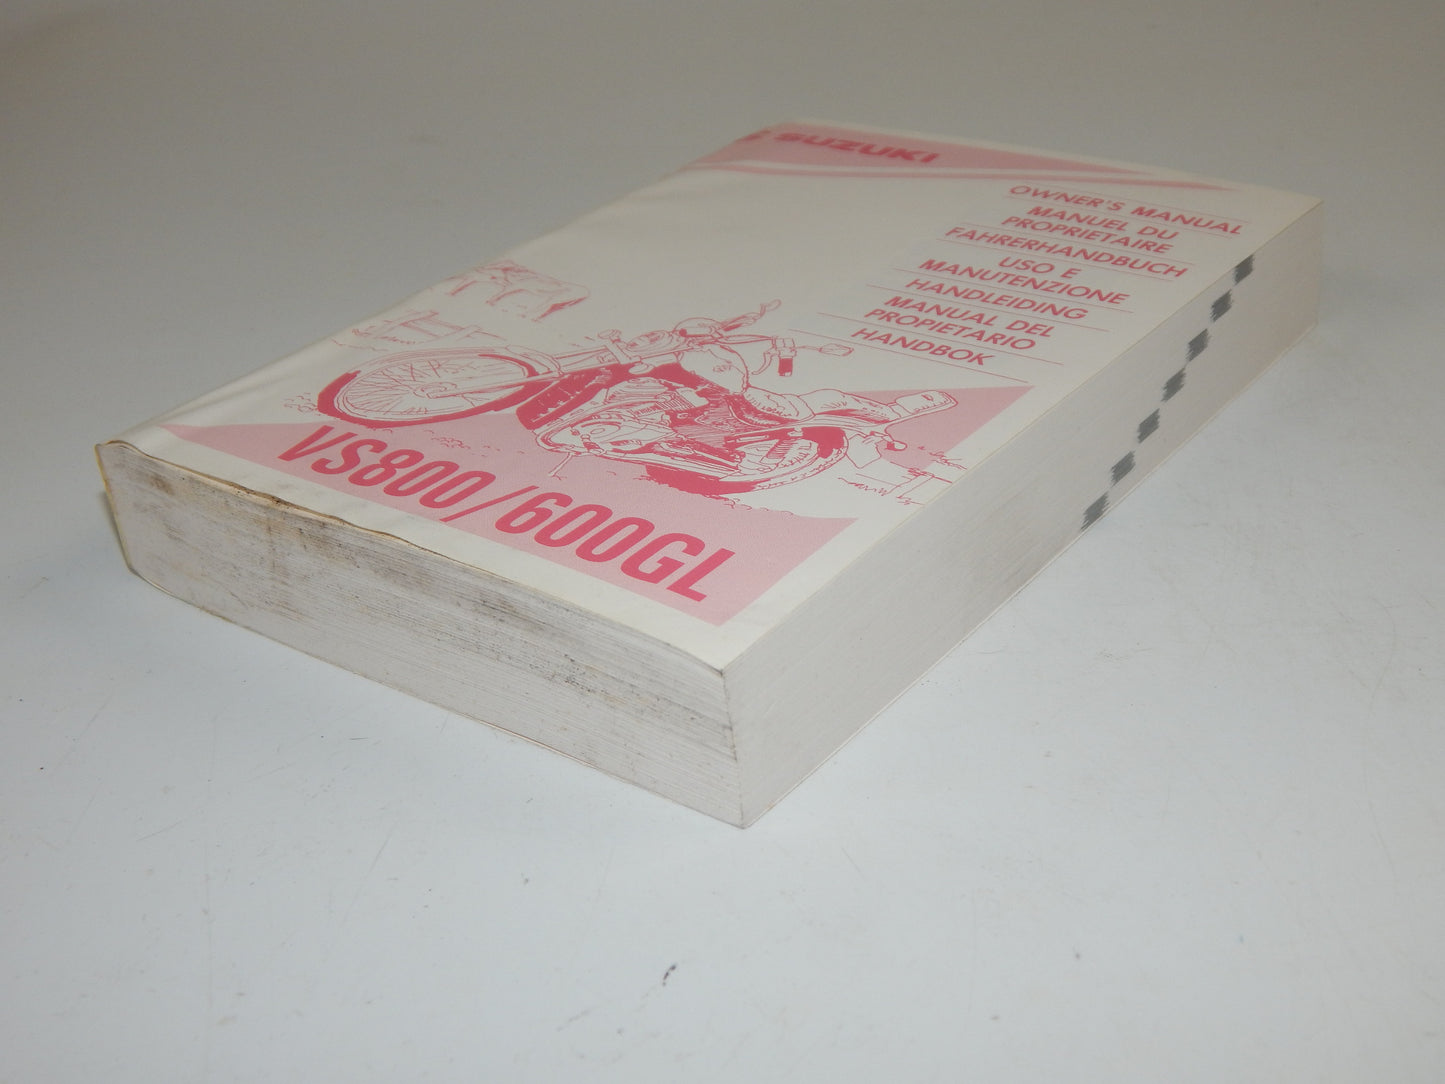 SUZUKI
OWNER'S MANUAL
MANUEL DU
PROPRIETAIRE
FAHRERHANDBUCH
USO E
MANUTENZIONE
HANDLEIDING
MANUAL DEL
PROPIETARIO
HANDBOK
VS800/600GL